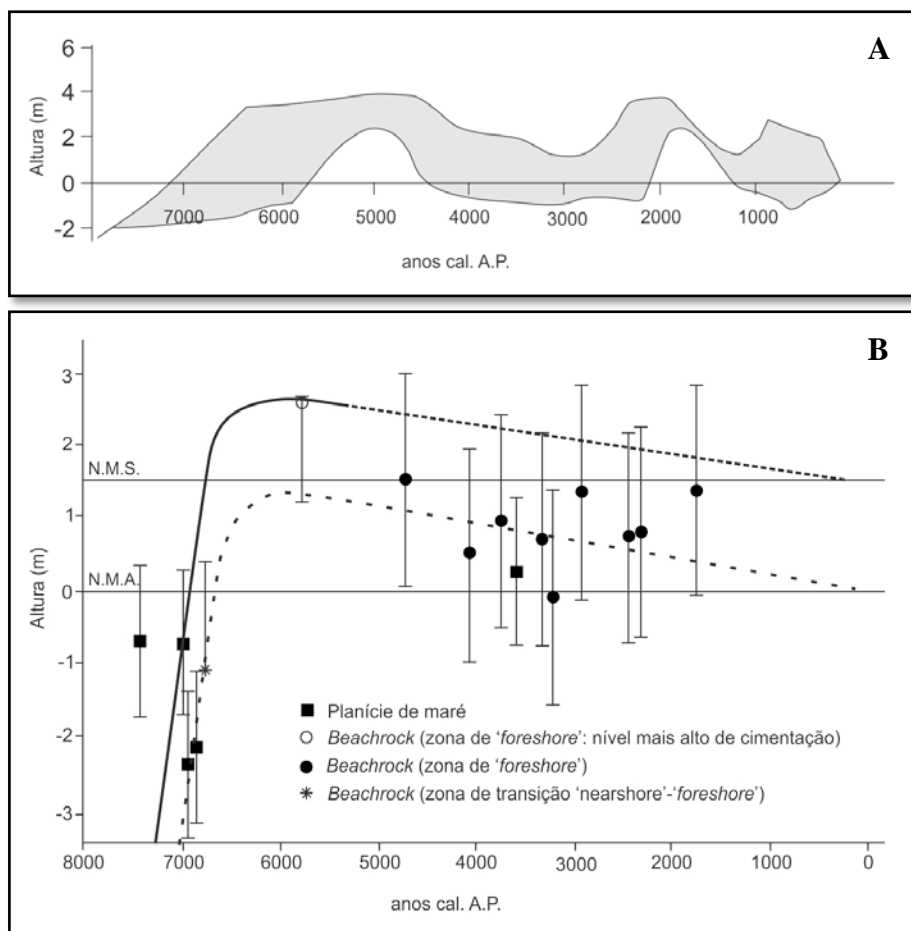 A
6
4
2
0
-2
Altura (m)
7000 6000 5000 4000 3000 2000 1000
anos cal. A.P.
B
3
2
N.M.S.
1
N.M.A.
0
-1
-2
-3
Altura (m)
Planície de maré
Beachrock (zona de ‘foreshore’: nível mais alto de cimentação)
Beachrock (zona de ‘foreshore’)
Beachrock (zona de transição ‘nearshore’-‘foreshore’)
8000 7000 6000 5000 4000 3000 2000 1000 0
anos cal. A.P.